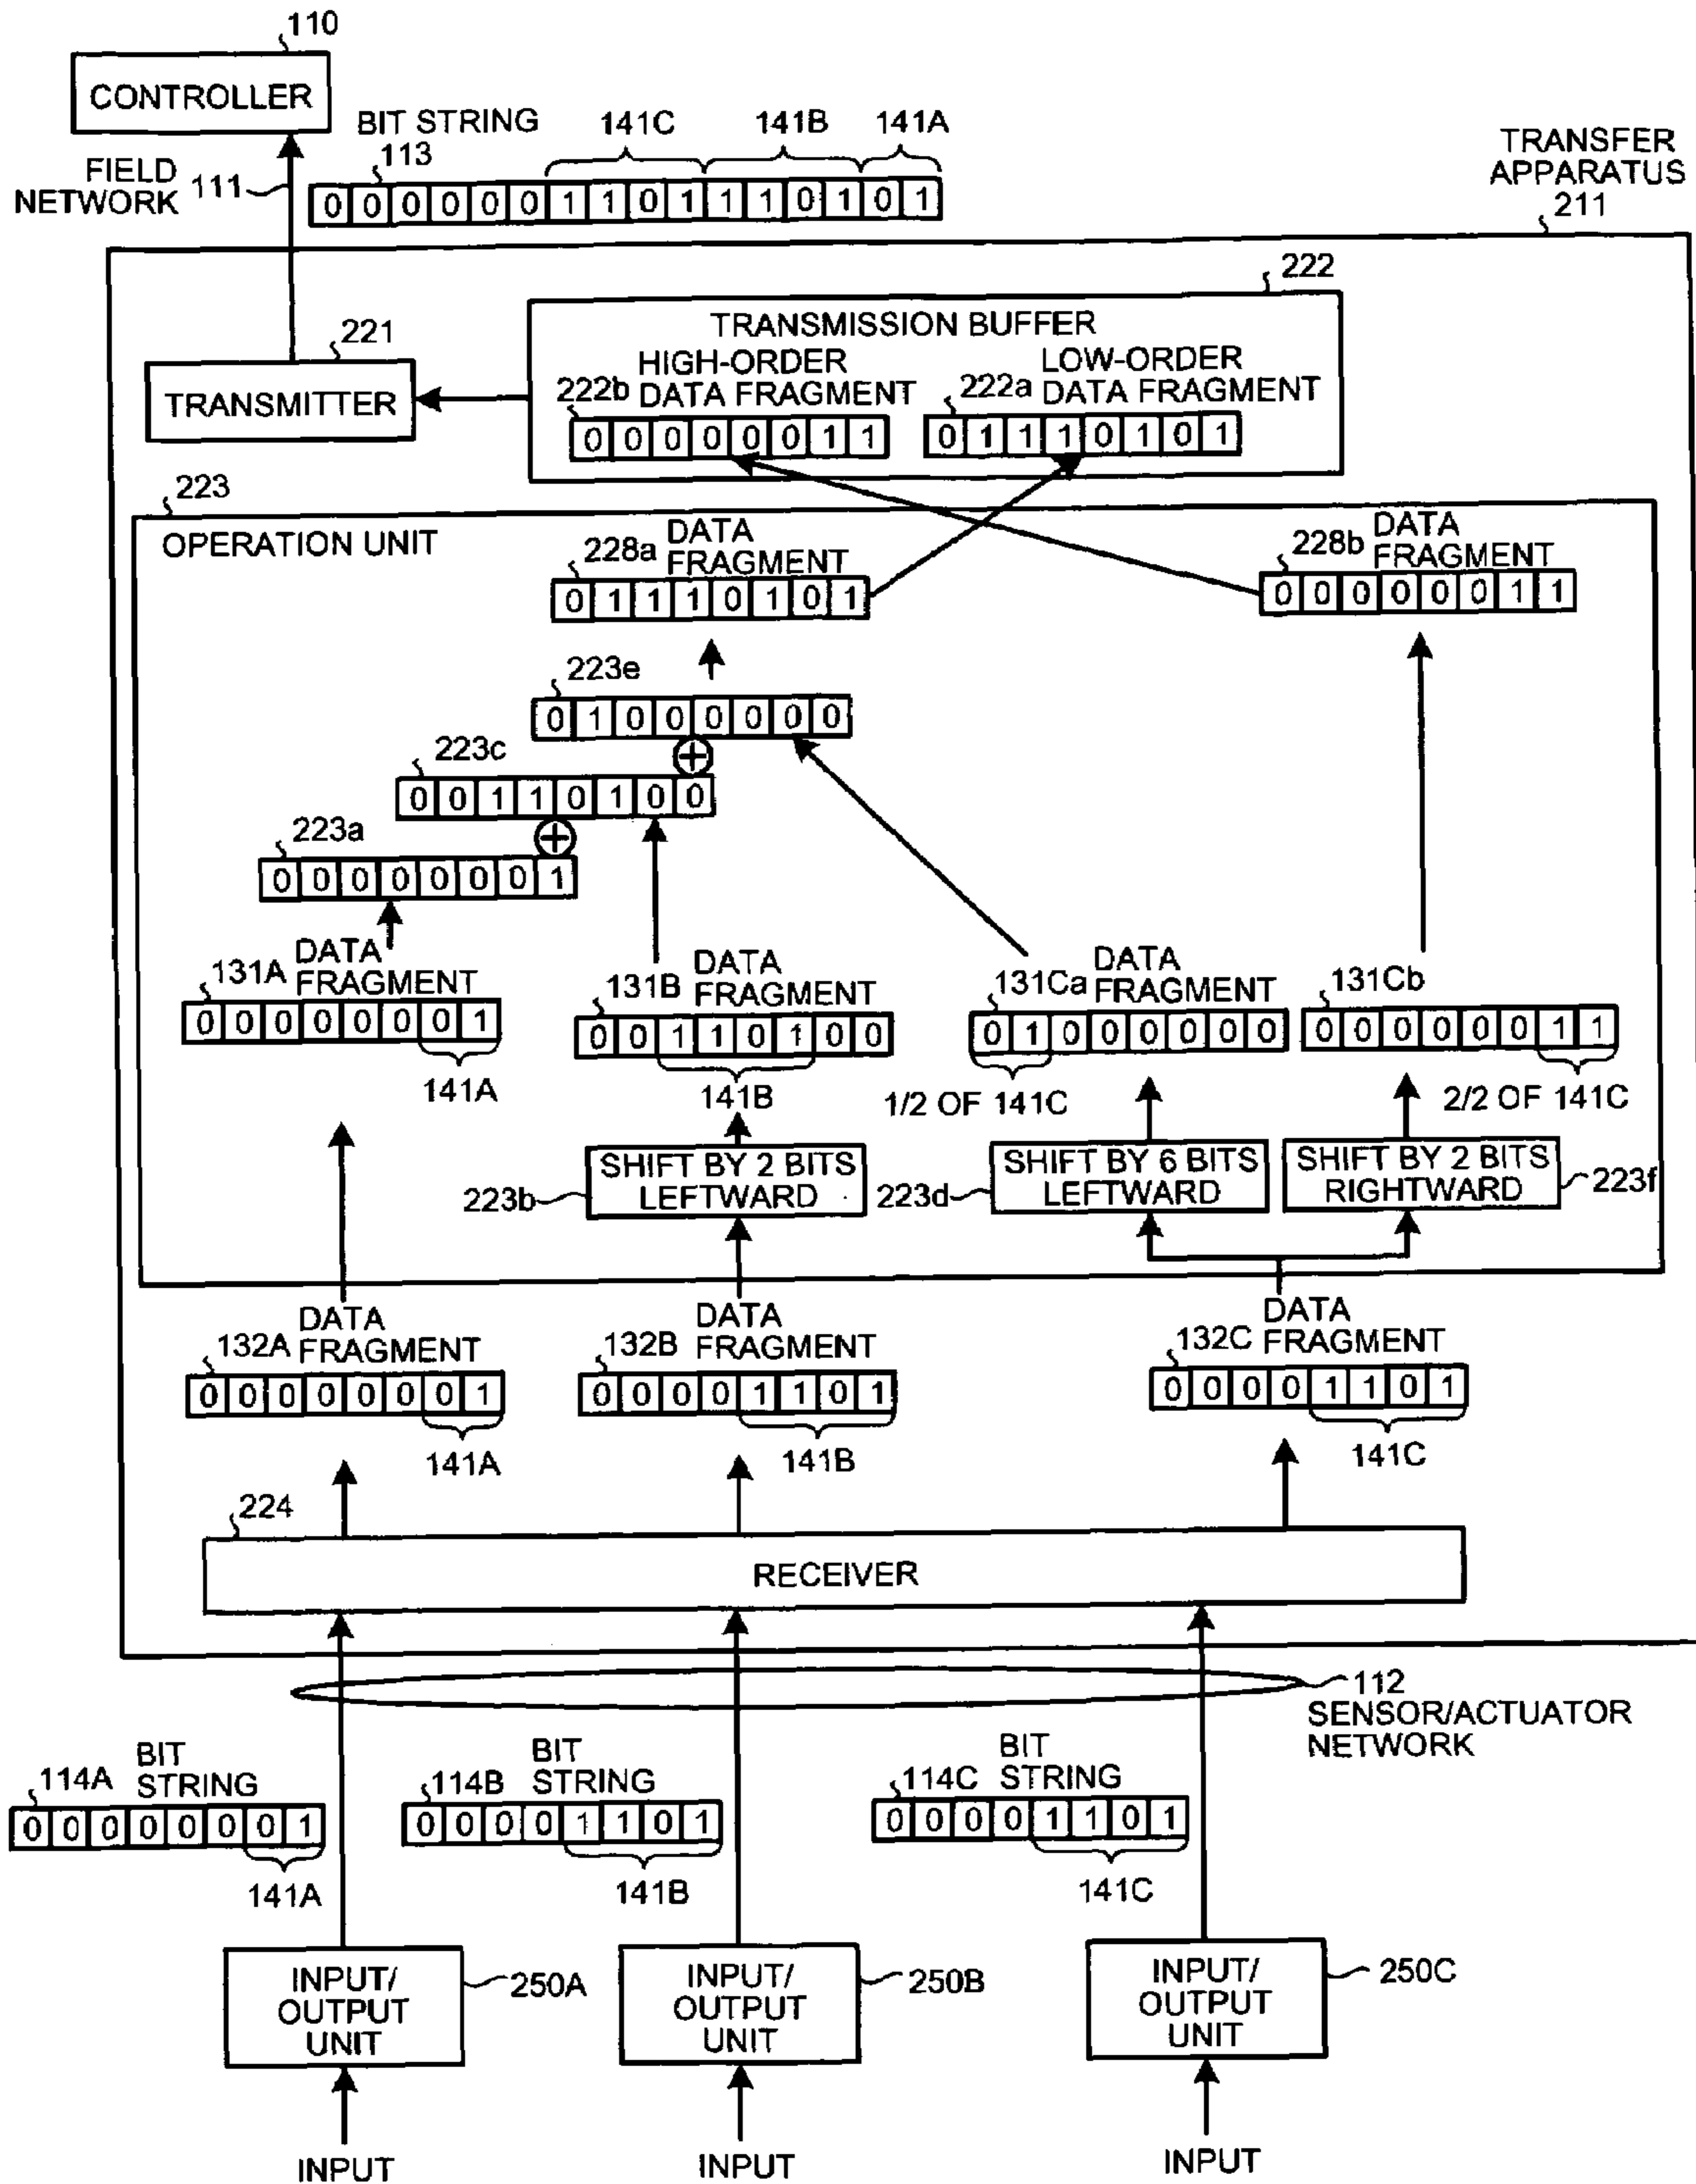 110
CONTROLLER
BIT STRING
113
141C
141B
141A
FIELD
NETWORK
111
0 0 0 0 0 0 1 1 0 1 1 1 0 1 0 1
TRANSFER
APPARATUS
211
222
TRANSMISSION BUFFER
221
TRANSMITTER
HIGH-ORDER
222b DATA FRAGMENT
0 0 0 0 0 0 1 1
LOW-ORDER
222a DATA FRAGMENT
0 1 1 1 0 1 0 1
223
OPERATION UNIT
228a DATA
FRAGMENT
0 1 1 1 0 1 0 1
228b DATA
FRAGMENT
0 0 0 0 0 0 1 1
223e
0 1 0 0 0 0 0 0
+
223c
0 0 1 1 0 1 0 0
+
223a
0 0 0 0 0 0 0 1
131A DATA
FRAGMENT
0 0 0 0 0 0 0 1
141A
131B DATA
FRAGMENT
0 0 1 1 0 1 0 0
141B
131Ca DATA
FRAGMENT
0 1 0 0 0 0 0 0
1/2 OF 141C
131Cb
0 0 0 0 0 0 1 1
2/2 OF 141C
SHIFT BY 2 BITS
LEFTWARD
223b
SHIFT BY 6 BITS
LEFTWARD
223d
SHIFT BY 2 BITS
RIGHTWARD
223f
132A DATA
FRAGMENT
0 0 0 0 0 0 0 1
141A
132B DATA
FRAGMENT
0 0 0 0 1 1 0 1
141B
132C DATA
FRAGMENT
0 0 0 0 1 1 0 1
141C
224
RECEIVER
112
SENSOR/ACTUATOR
NETWORK
114A BIT
STRING
0 0 0 0 0 0 0 1
141A
114B BIT
STRING
0 0 0 0 1 1 0 1
141B
114C BIT
STRING
0 0 0 0 1 1 0 1
141C
INPUT/
OUTPUT
UNIT
250A
INPUT/
OUTPUT
UNIT
250B
INPUT/
OUTPUT
UNIT
250C
INPUT
INPUT
INPUT